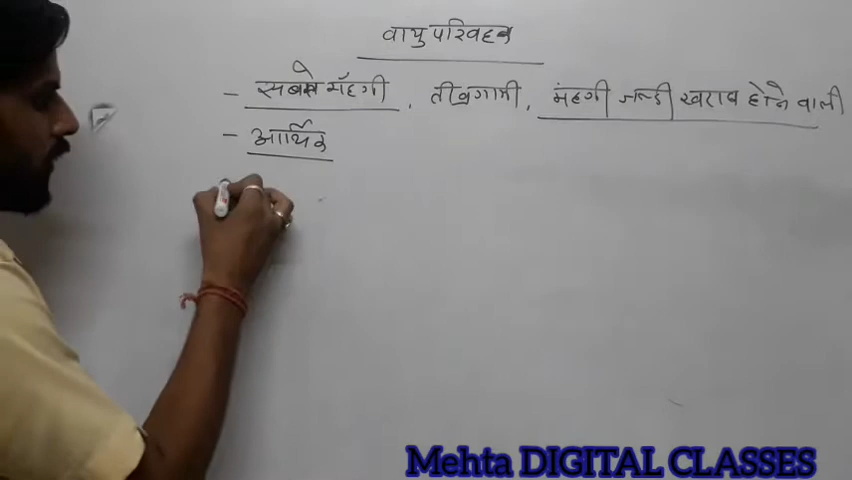 वायु परिवहन
- सबसे मँहगी, तीव्रगामी, मंहगी जल्दी खराब होने वाली
- आर्थिक
Mehta DIGITAL CLASSES